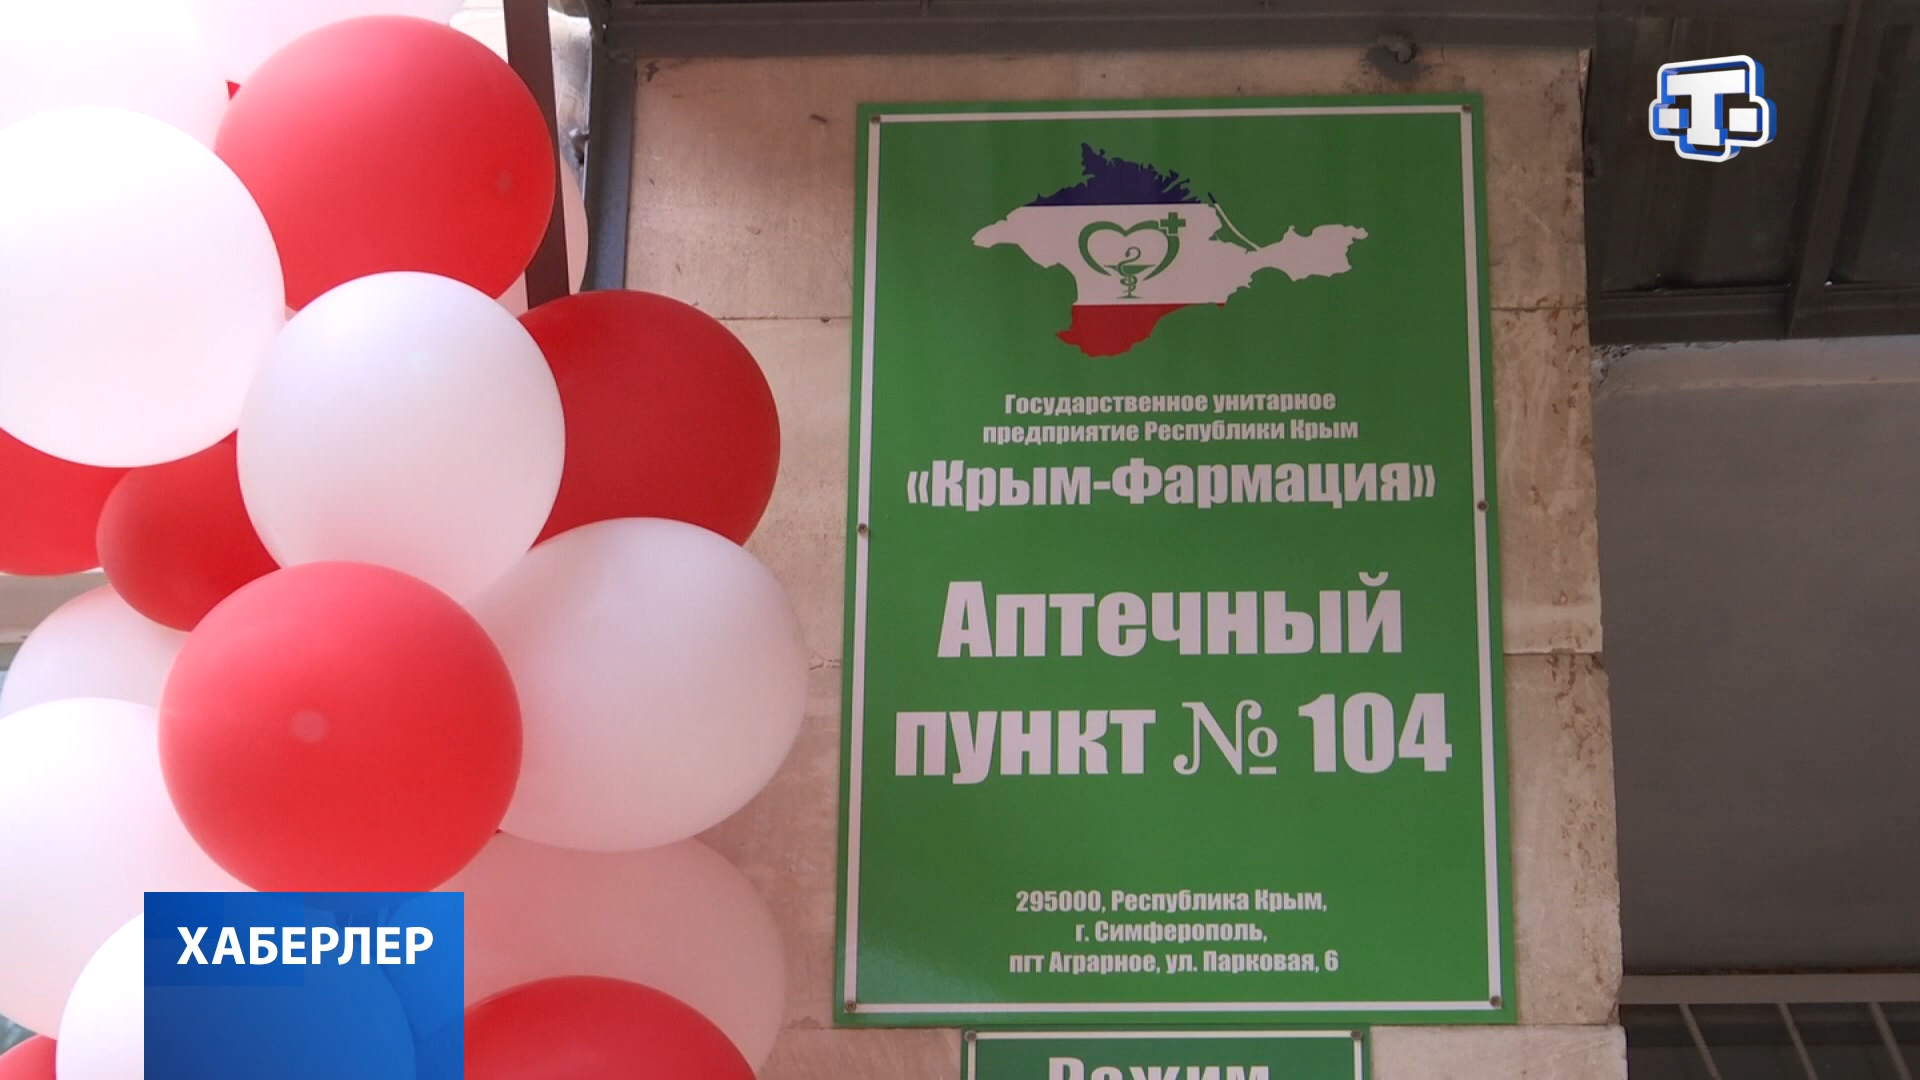 Т
Государственное унитарное
предприятие Республики Крым
«Крым-Фармация»
Аптечный
пункт № 104
295000, Республика Крым,
г. Симферополь,
пгт Аграрное, ул. Парковая, 6
Режим
ХАБЕРЛЕР